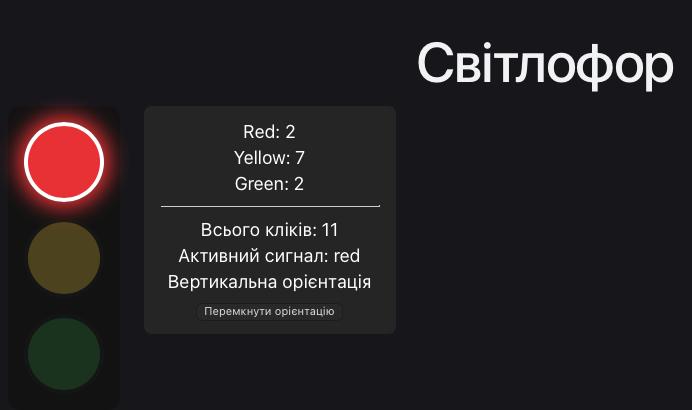 Світлофор
Red: 2
Yellow: 7
Green: 2
Всього кліків: 11
Активний сигнал: red
Вертикальна орієнтація
Перемкнути орієнтацію